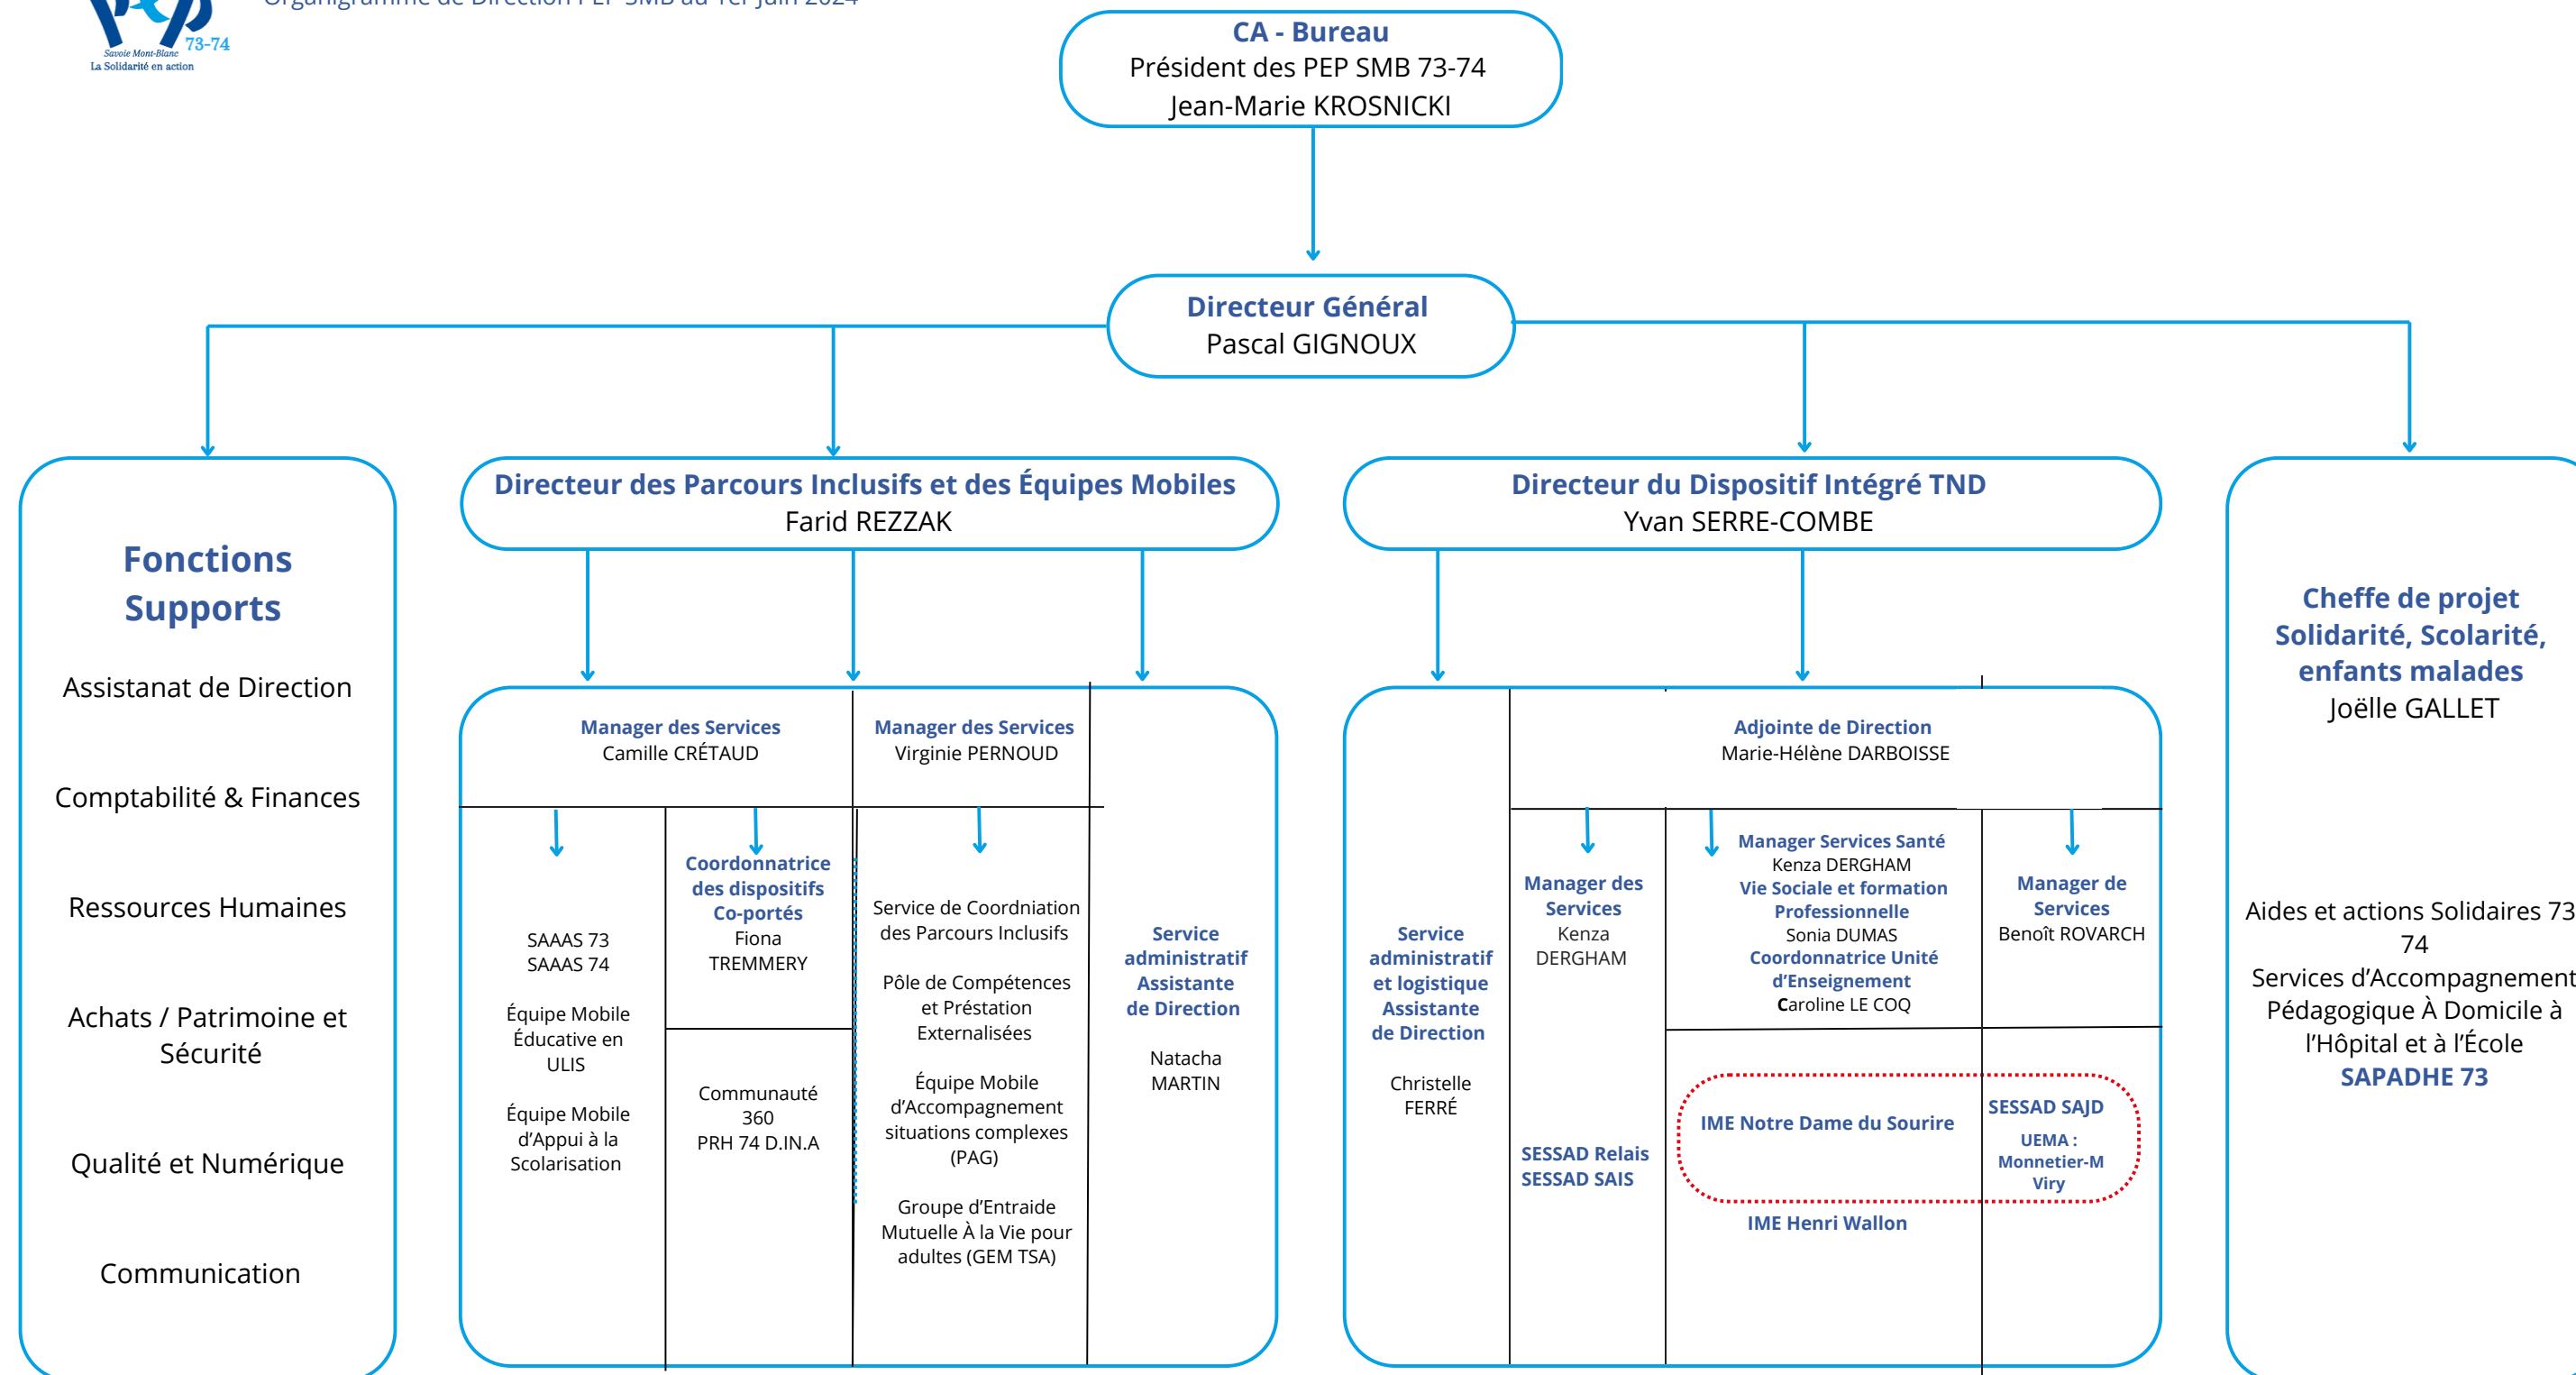 Organigramme de Direction PEP SMB au 1er Juin 2024
Savoie Mont-Blanc
73-74
La Solidarité en action
CA - Bureau
Président des PEP SMB 73-74
Jean-Marie KROSNICKI
Directeur Général
Pascal GIGNOUX
Fonctions
Supports
Assistanat de Direction
Comptabilité & Finances
Ressources Humaines
Achats / Patrimoine et
Sécurité
Qualité et Numérique
Communication
Directeur des Parcours Inclusifs et des Équipes Mobiles
Farid REZZAK
Manager des Services
Camille CRÉTAUD
SAAAS 73
SAAAS 74
Équipe Mobile
Éducative en
ULIS
Équipe Mobile
d'Appui à la
Scolarisation
Coordonnatrice
des dispositifs
Co-portés
Fiona
TREMMERY
Communauté
360
PRH 74 D.IN.A
Manager des Services
Virginie PERNOUD
Service de Coordniation
des Parcours Inclusifs
Pôle de Compétences
et Préstation
Externalisées
Équipe Mobile
d'Accompagnement
situations complexes
(PAG)
Groupe d'Entraide
Mutuelle À la Vie pour
adultes (GEM TSA)
Service
administratif
Assistante
de Direction
Natacha
MARTIN
Directeur du Dispositif Intégré TND
Yvan SERRE-COMBE
Service
administratif
et logistique
Assistante
de Direction
Christelle
FERRÉ
Adjointe de Direction
Marie-Hélène DARBOISSE
Manager des
Services
Kenza
DERGHAM
SESSAD Relais
SESSAD SAIS
Manager Services Santé
Kenza DERGHAM
Vie Sociale et formation
Professionnelle
Sonia DUMAS
Coordonnatrice Unité
d'Enseignement
Caroline LE COQ
IME Notre Dame du Sourire
IME Henri Wallon
Manager de
Services
Benoît ROVARCH
SESSAD SAJD
UEMA :
Monnetier-M
Viry
Cheffe de projet
Solidarité, Scolarité,
enfants malades
Joëlle GALLET
Aides et actions Solidaires 73
74
Services d'Accompagnement
Pédagogique À Domicile à
l'Hôpital et à l'École
SAPADHE 73